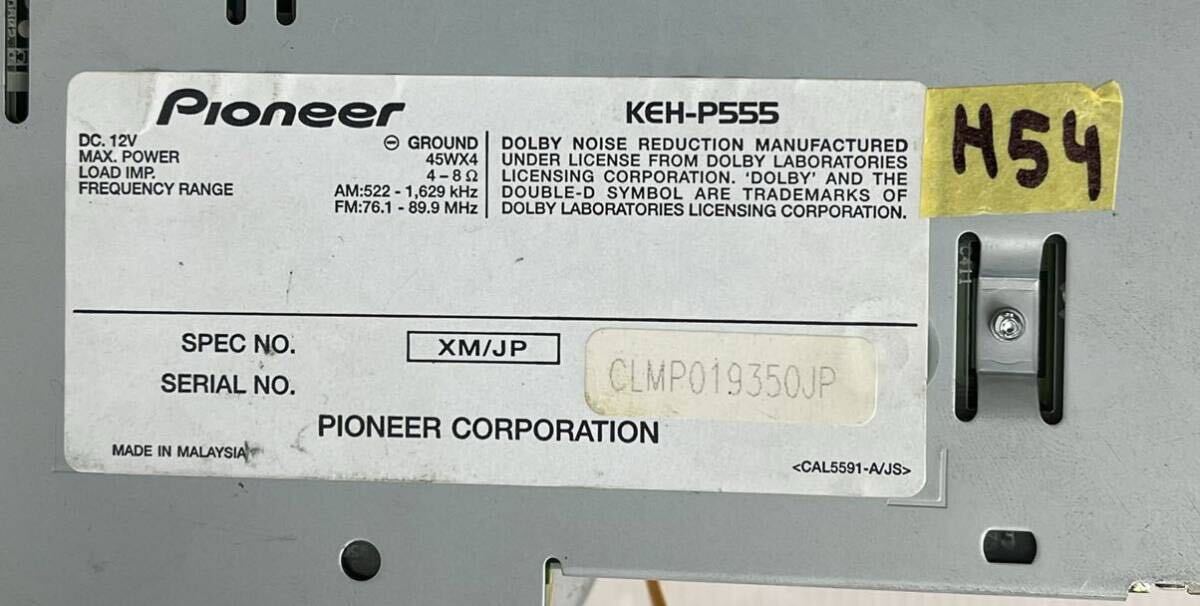 Pioneer
KEH-P555
DC. 12V ⊖ GROUND
MAX. POWER 45WX4
LOAD IMP. 4 – 8 Ω
FREQUENCY RANGE AM:522 - 1,629 kHz
FM:76.1 - 89.9 MHz
DOLBY NOISE REDUCTION MANUFACTURED
UNDER LICENSE FROM DOLBY LABORATORIES
LICENSING CORPORATION. 'DOLBY' AND THE
DOUBLE-D SYMBOL ARE TRADEMARKS OF
DOLBY LABORATORIES LICENSING CORPORATION.
H54
SPEC NO. XM/JP
SERIAL NO. CLMP019350JP
PIONEER CORPORATION
MADE IN MALAYSIA
<CAL5591-A/JS>
C411